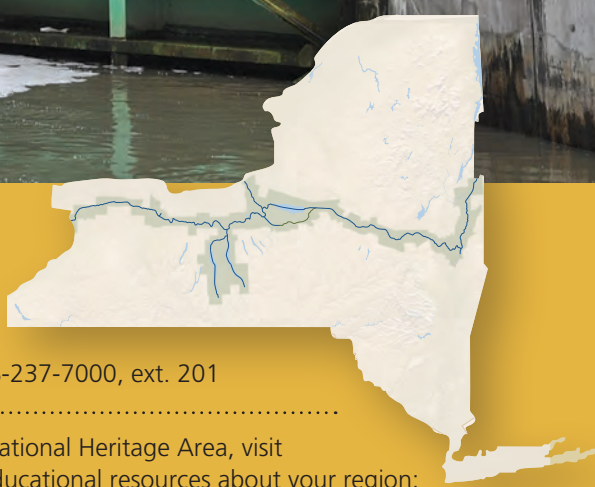 -237-7000, ext. 201
ational Heritage Area, visit
ducational resources about your region: